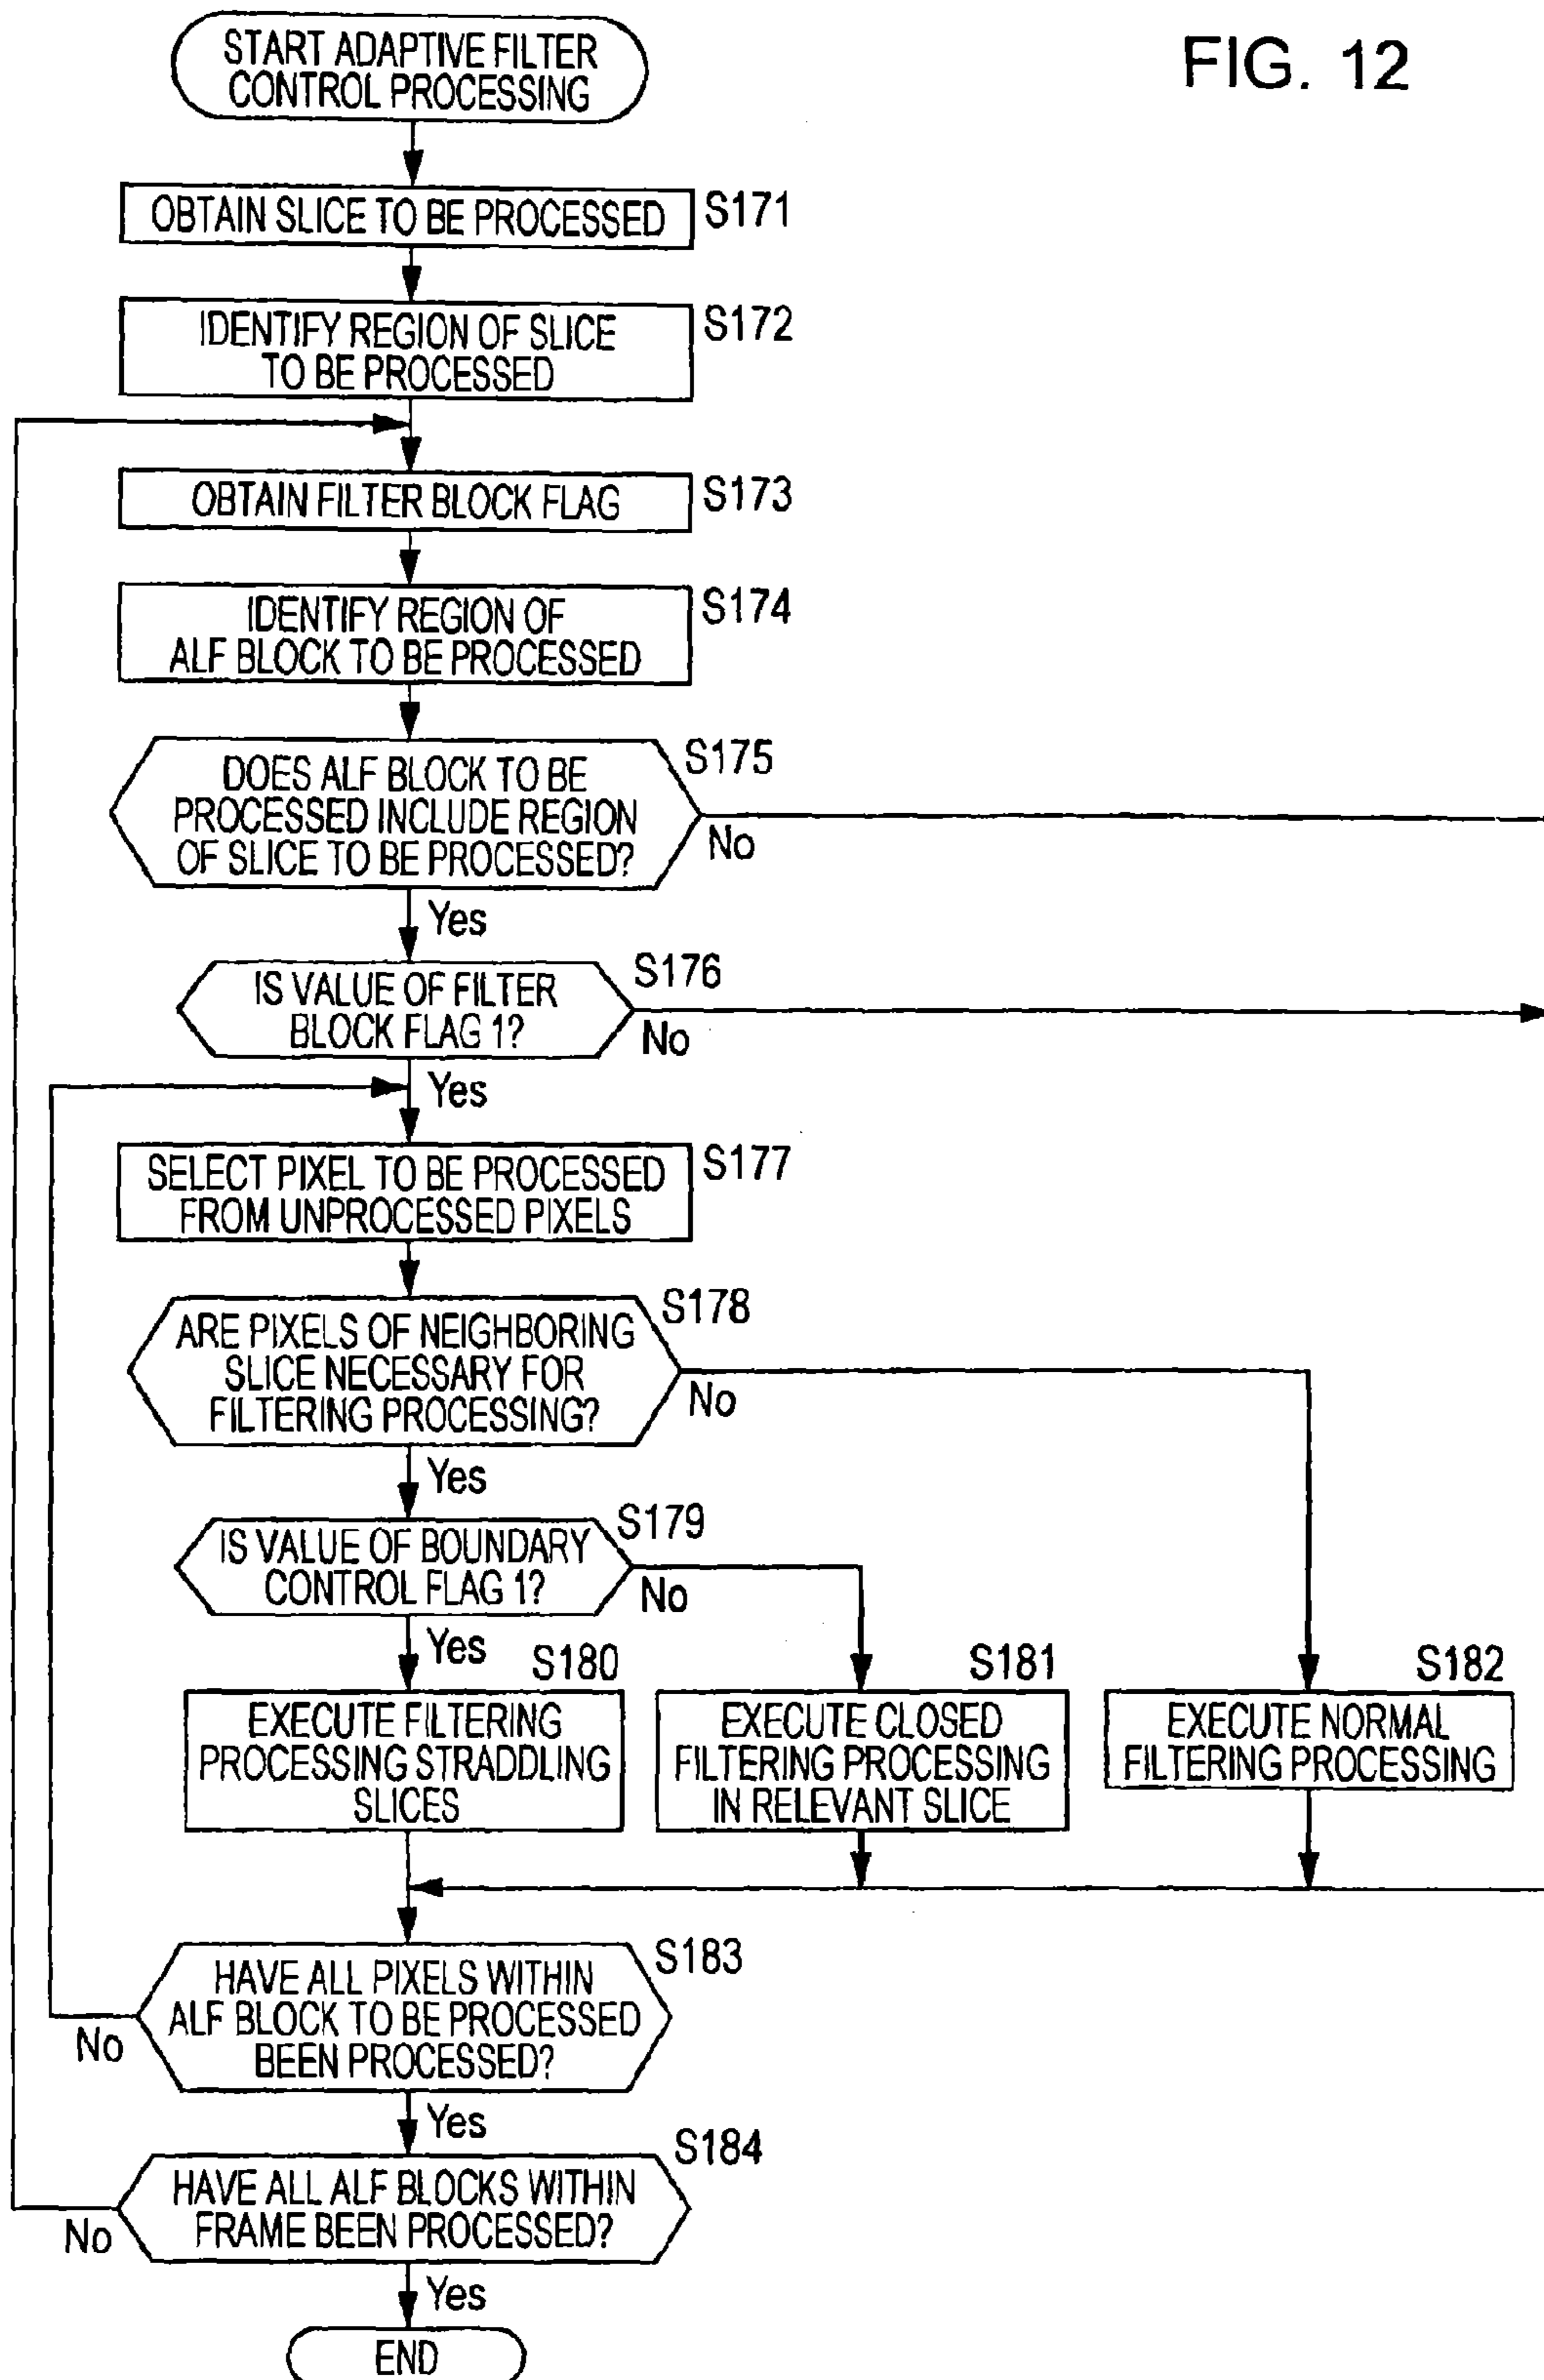 FIG. 12
START ADAPTIVE FILTER
CONTROL PROCESSING
OBTAIN SLICE TO BE PROCESSED
S171
IDENTIFY REGION OF SLICE
TO BE PROCESSED
S172
OBTAIN FILTER BLOCK FLAG
S173
IDENTIFY REGION OF
ALF BLOCK TO BE PROCESSED
S174
DOES ALF BLOCK TO BE
PROCESSED INCLUDE REGION
OF SLICE TO BE PROCESSED?
S175
No
Yes
IS VALUE OF FILTER
BLOCK FLAG 1?
S176
No
Yes
SELECT PIXEL TO BE PROCESSED
FROM UNPROCESSED PIXELS
S177
ARE PIXELS OF NEIGHBORING
SLICE NECESSARY FOR
FILTERING PROCESSING?
S178
No
Yes
IS VALUE OF BOUNDARY
CONTROL FLAG 1?
S179
No
Yes
S180
EXECUTE FILTERING
PROCESSING STRADDLING
SLICES
S181
EXECUTE CLOSED
FILTERING PROCESSING
IN RELEVANT SLICE
S182
EXECUTE NORMAL
FILTERING PROCESSING
HAVE ALL PIXELS WITHIN
ALF BLOCK TO BE PROCESSED
BEEN PROCESSED?
S183
No
Yes
HAVE ALL ALF BLOCKS WITHIN
FRAME BEEN PROCESSED?
S184
No
Yes
END